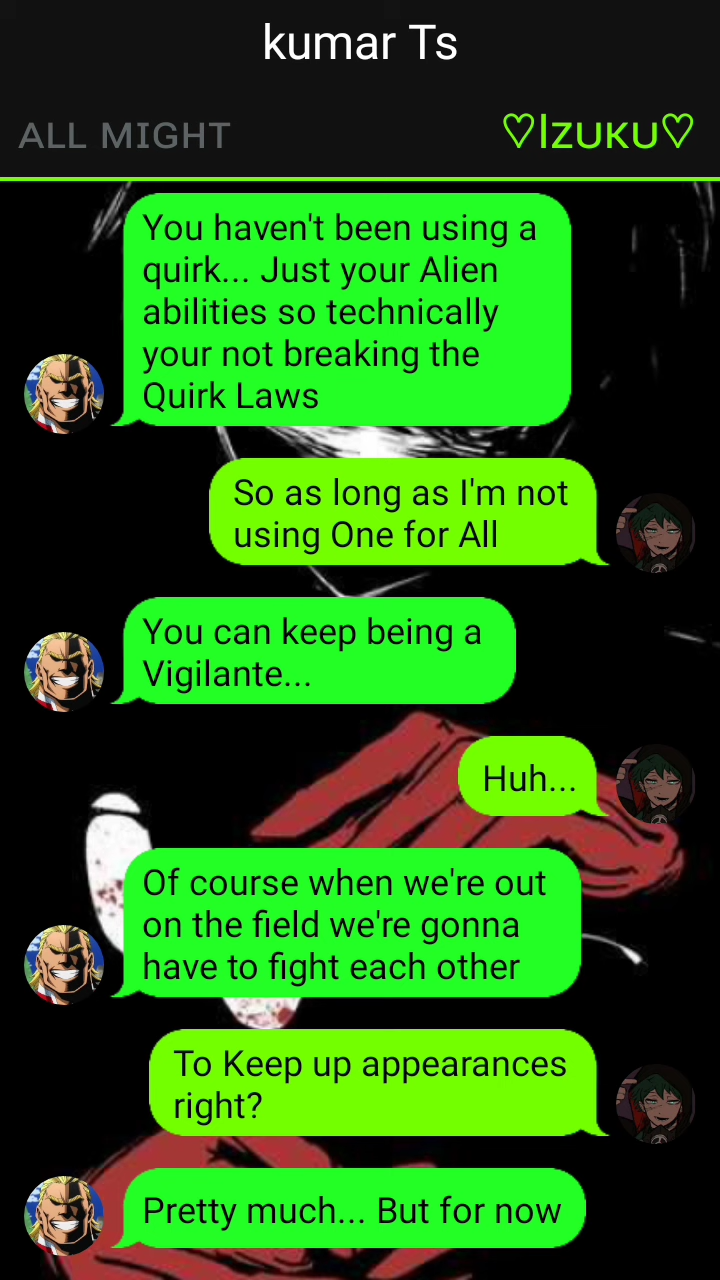 kumar Ts
ALL MIGHT
♡Izuku♡
You haven't been using a
quirk... Just your Alien
abilities so technically
your not breaking the
Quirk Laws
So as long as I'm not
using One for All
You can keep being a
Vigilante...
Huh...
Of course when we're out
on the field we're gonna
have to fight each other
To Keep up appearances
right?
Pretty much... But for now